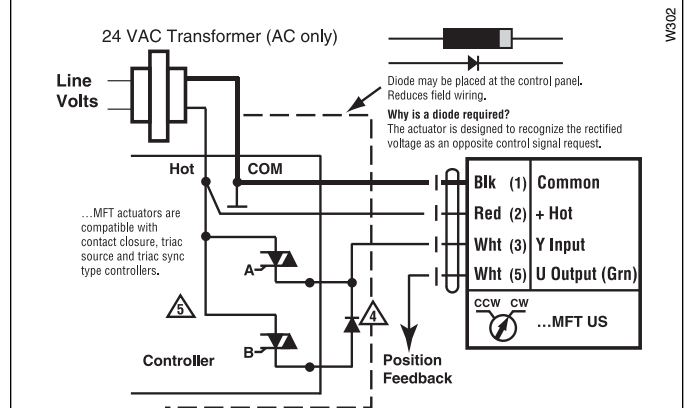 W302
24 VAC Transformer (AC only)
Line
Volts
Diode may be placed at the control panel.
Reduces field wiring.
Why is a diode required?
The actuator is designed to recognize the rectified
voltage as an opposite control signal request.
Hot
COM
Blk (1) Common
Red (2) + Hot
Wht (3) Y Input
Wht (5) U Output (Grn)
...MFT actuators are
compatible with
contact closure, triac
source and triac sync
type controllers.
A
5
4
CCW CW
...MFT US
B
Controller
Position
Feedback